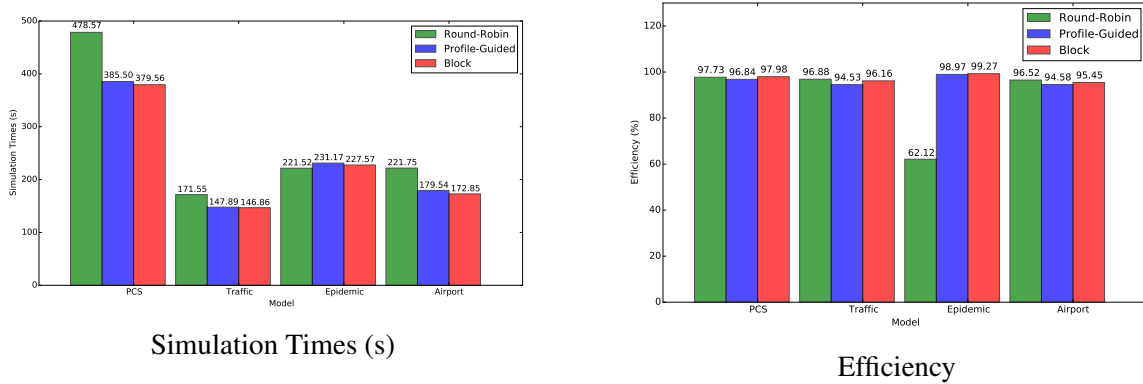 500
400
300
200
100
0
Simulation Times (s)
478.57
385.50
379.56
171.55
147.89
146.86
221.52
231.17
227.57
221.75
179.54
172.85
Round-Robin
Profile-Guided
Block
PCS
Traffic
Epidemic
Airport
Model
Simulation Times (s)
120
100
80
60
40
20
0
Efficiency (%)
97.73
96.84
97.98
96.88
94.53
96.16
62.12
98.97
99.27
96.52
94.58
95.45
Round-Robin
Profile-Guided
Block
PCS
Traffic
Epidemic
Airport
Model
Efficiency